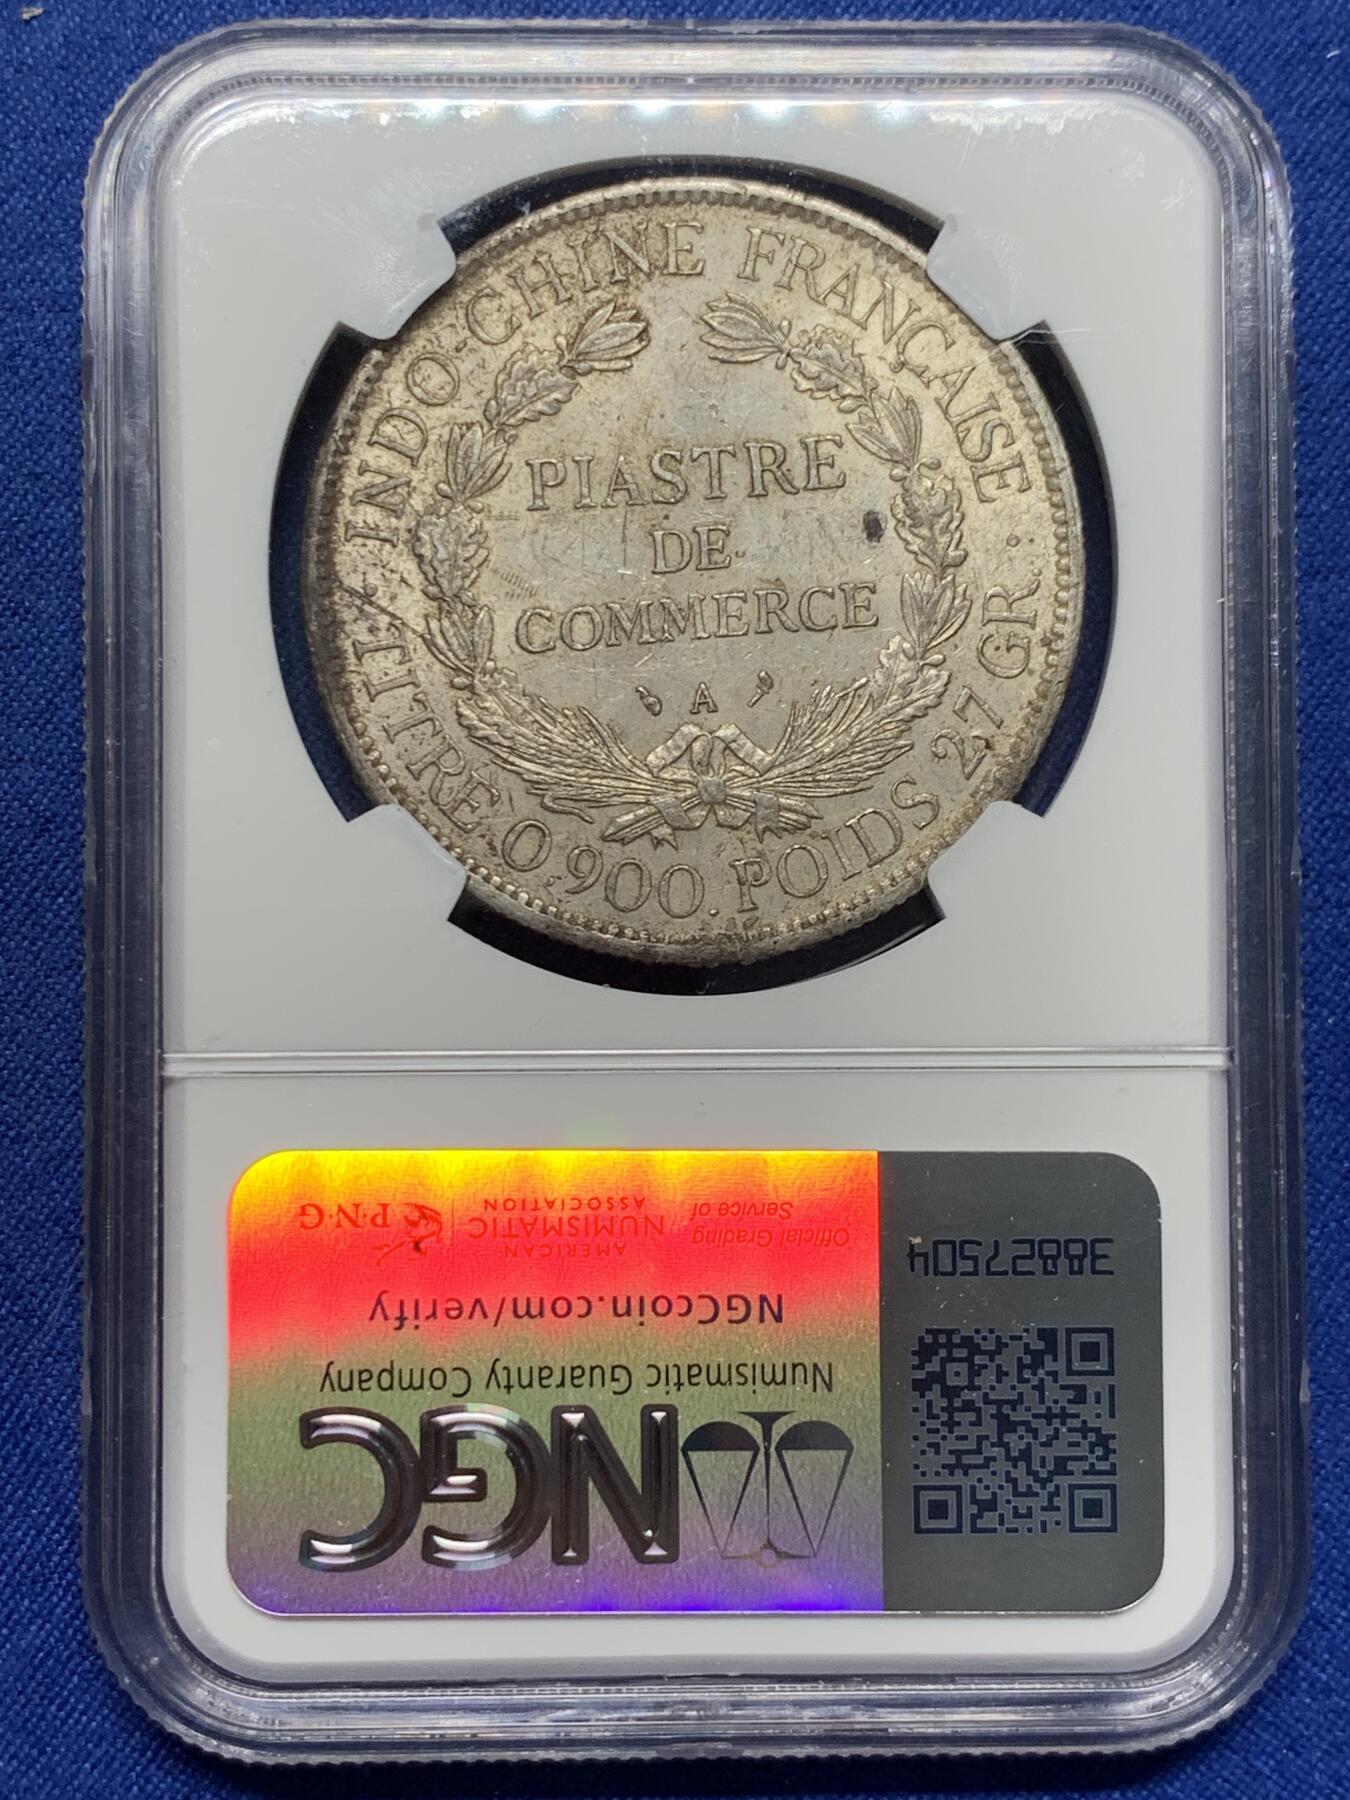 INDO-CHINE FRANÇAISE
PIASTRE
DE
COMMERCE
A
TITRE 0.900. POIDS 27 GR.
NGC
Numismatic Guaranty Company
NGCcoin.com/verify
Official Grading
Service of
AMERICAN
NUMISMATIC
ASSOCIATION
P·N·G
38827504